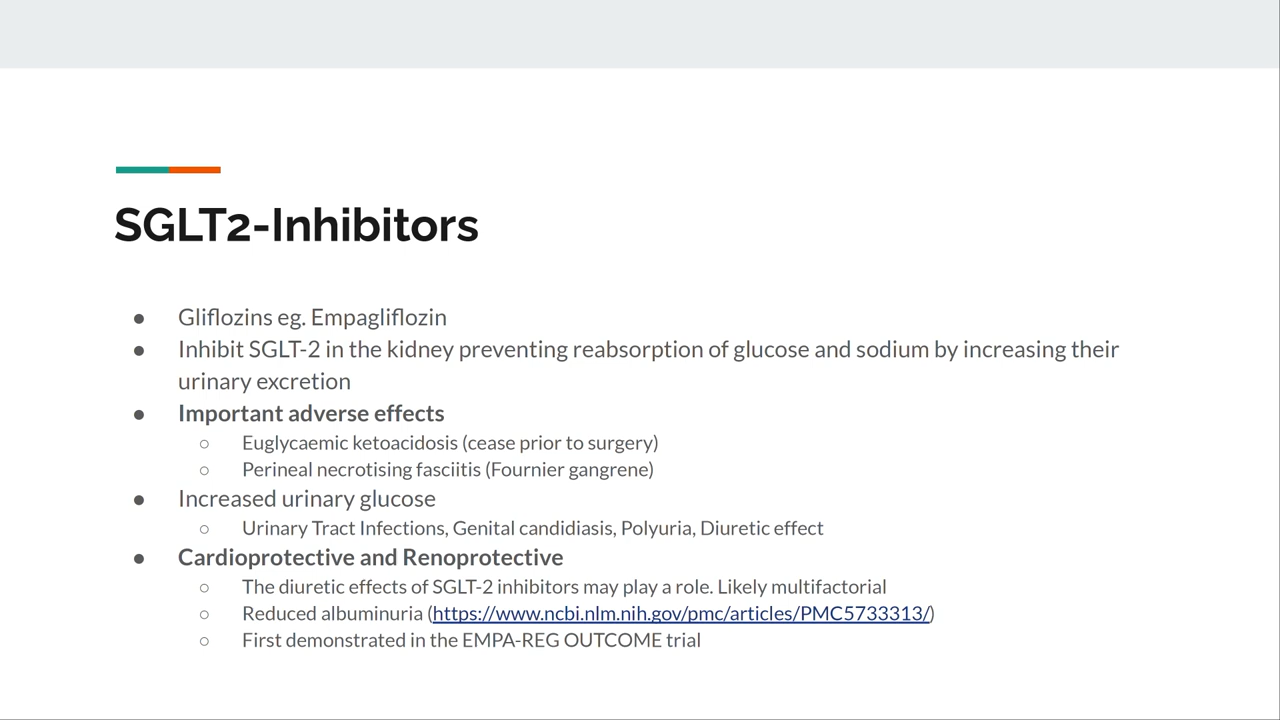 SGLT2-Inhibitors
● Gliflozins eg. Empagliflozin
● Inhibit SGLT-2 in the kidney preventing reabsorption of glucose and sodium by increasing their
urinary excretion
● Important adverse effects
○ Euglycaemic ketoacidosis (cease prior to surgery)
○ Perineal necrotising fasciitis (Fournier gangrene)
● Increased urinary glucose
○ Urinary Tract Infections, Genital candidiasis, Polyuria, Diuretic effect
● Cardioprotective and Renoprotective
○ The diuretic effects of SGLT-2 inhibitors may play a role. Likely multifactorial
○ Reduced albuminuria (https://www.ncbi.nlm.nih.gov/pmc/articles/PMC5733313/)
○ First demonstrated in the EMPA-REG OUTCOME trial